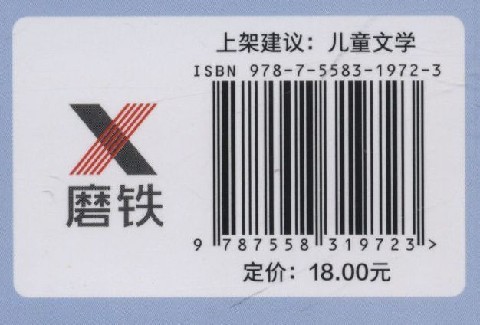 上架建议：儿童文学
ISBN 978-7-5583-1972-3
磨铁
9 787558 319723 >
定价：18.00元